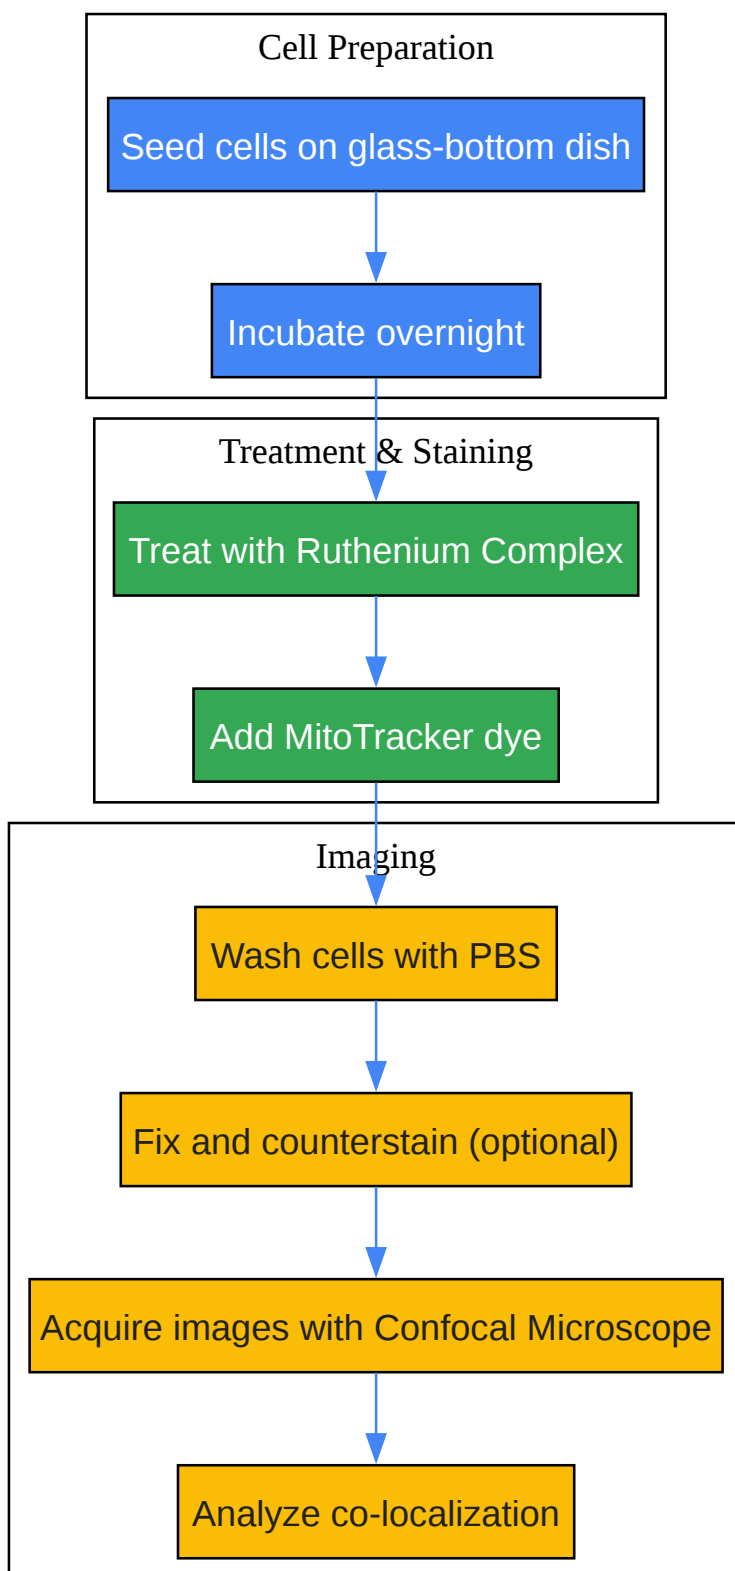 Cell Preparation
Seed cells on glass-bottom dish
Incubate overnight
Treatment & Staining
Treat with Ruthenium Complex
Add MitoTracker dye
Imaging
Wash cells with PBS
Fix and counterstain (optional)
Acquire images with Confocal Microscope
Analyze co-localization